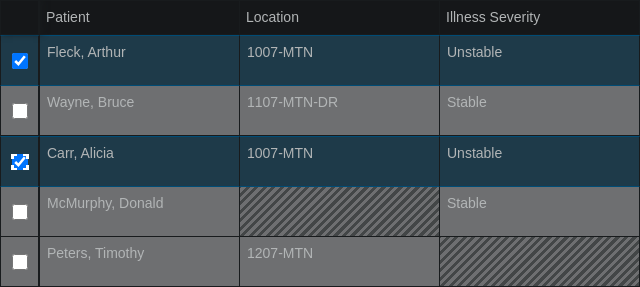 Patient Location Illness Severity
Fleck, Arthur 1007-MTN Unstable
Wayne, Bruce 1107-MTN-DR Stable
Carr, Alicia 1007-MTN Unstable
McMurphy, Donald Stable
Peters, Timothy 1207-MTN